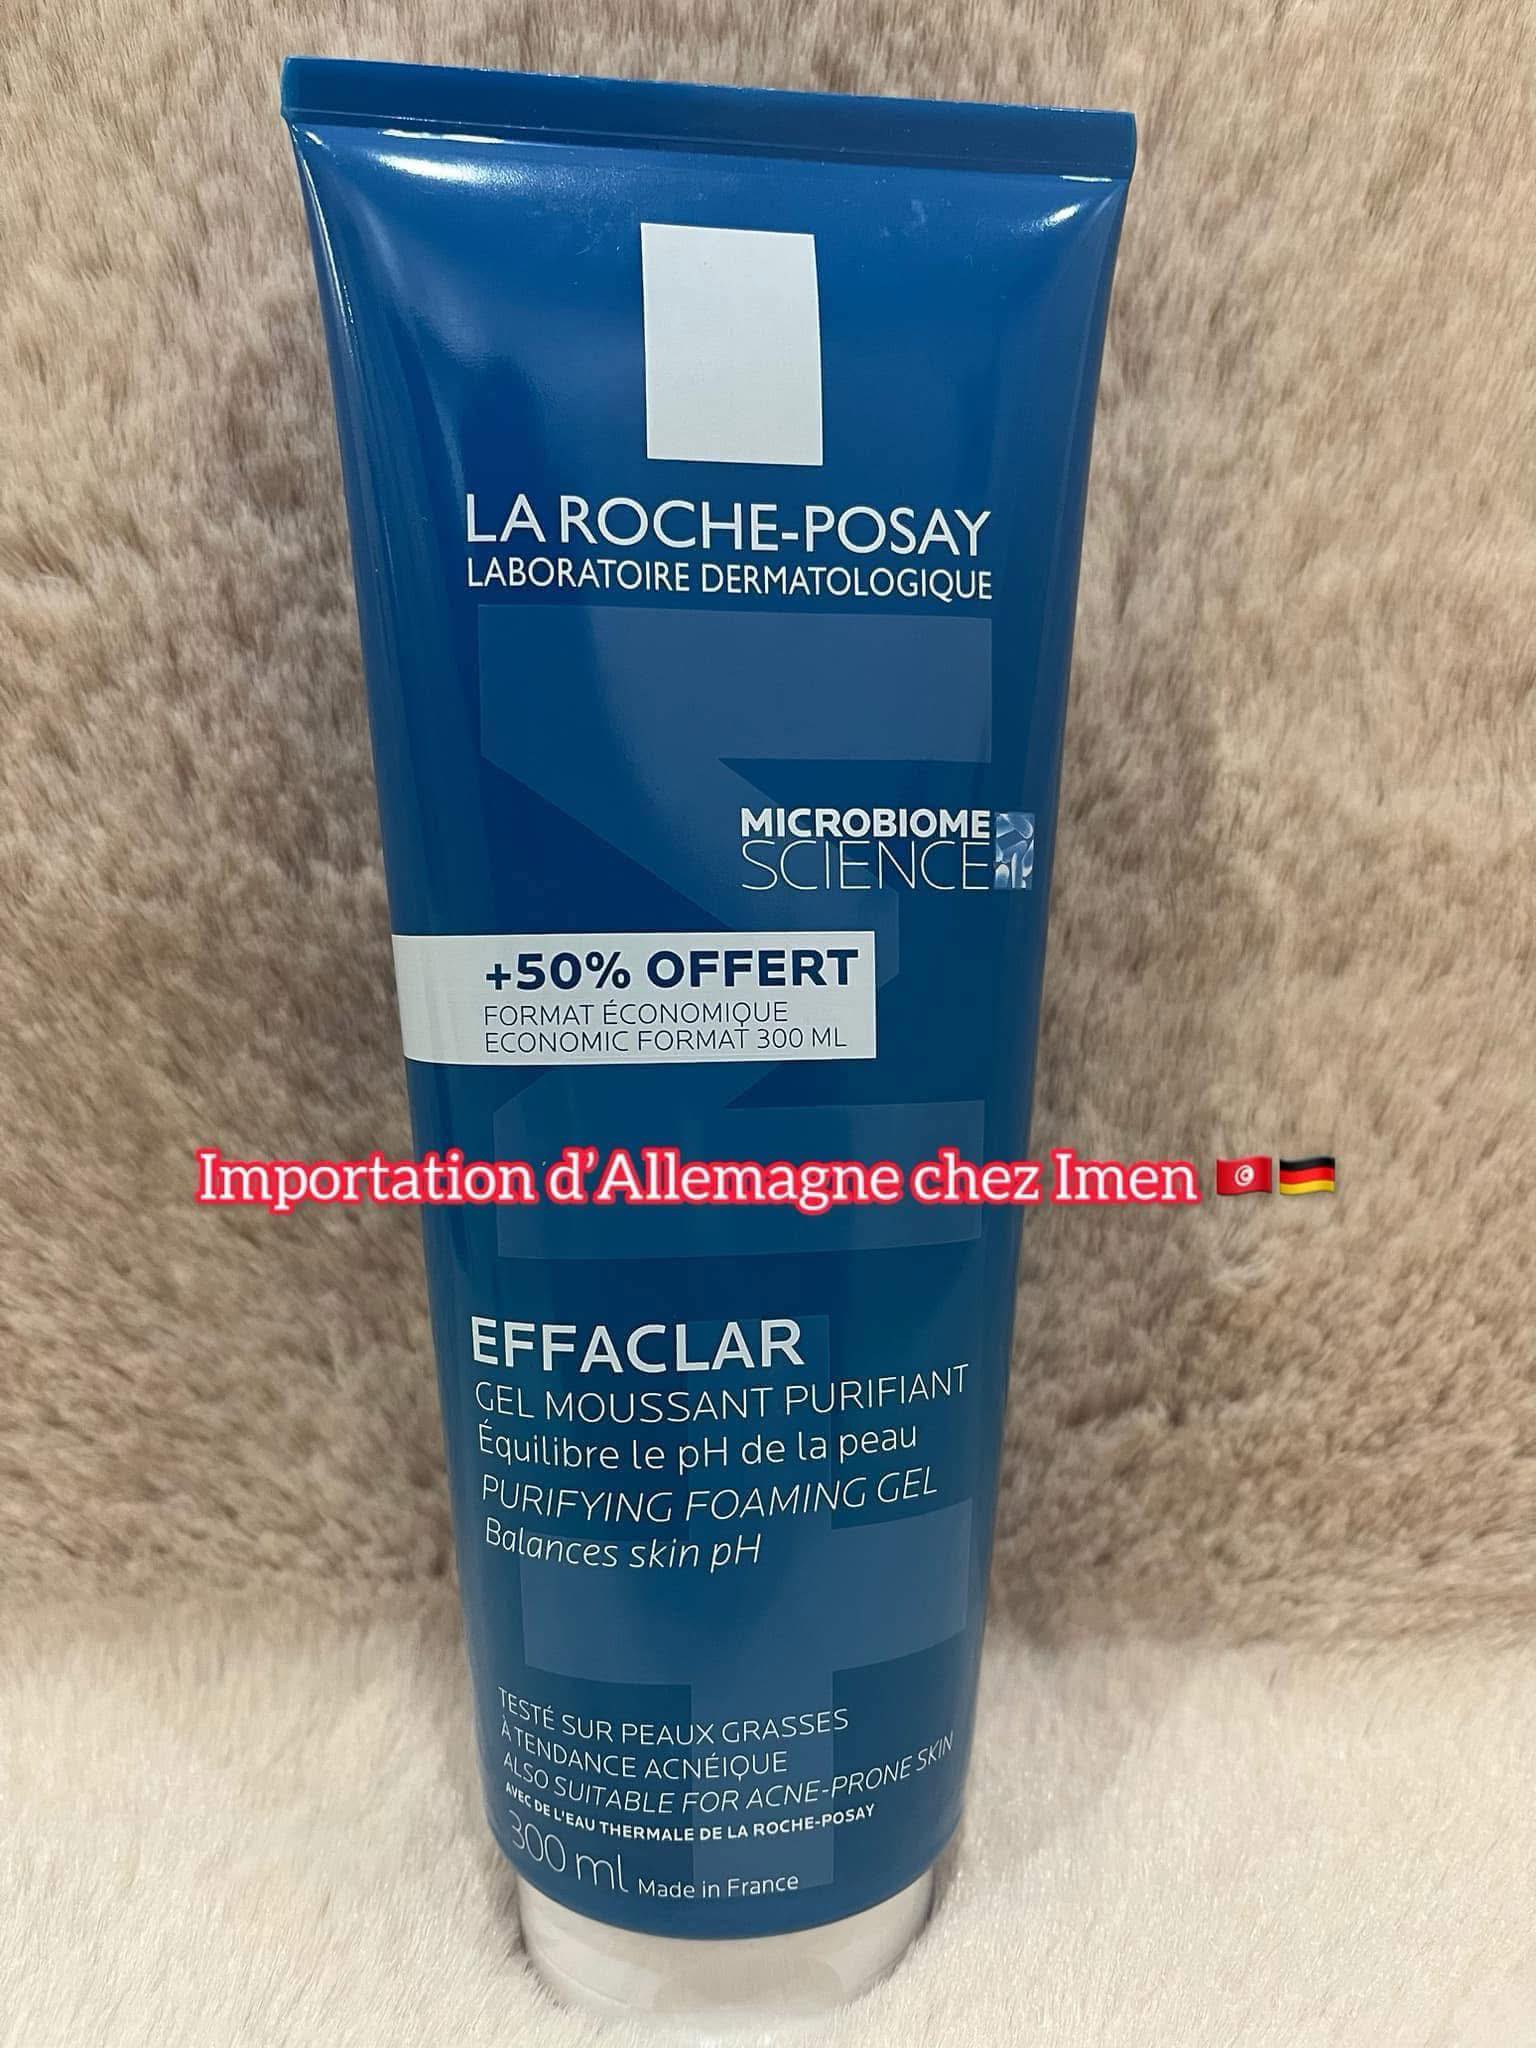 LA ROCHE-POSAY
LABORATOIRE DERMATOLOGIQUE
MICROBIOME
SCIENCE
+50% OFFERT
FORMAT ÉCONOMIQUE
ECONOMIC FORMAT 300 ML
Importation d’Allemagne chez Imen 🇹🇳🇩🇪
EFFACLAR
GEL MOUSSANT PURIFIANT
Équilibre le pH de la peau
PURIFYING FOAMING GEL
Balances skin pH
TESTÉ SUR PEAUX GRASSES
À TENDANCE ACNÉIQUE
ALSO SUITABLE FOR ACNE-PRONE SKIN
AVEC DE L'EAU THERMALE DE LA ROCHE-POSAY
300 ml Made in France